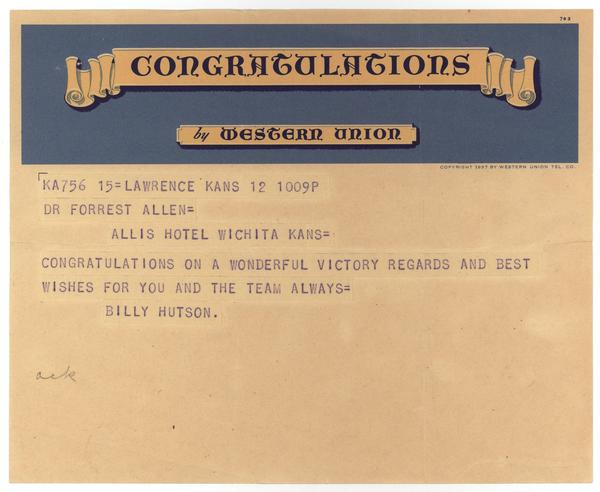 743
CONGRATULATIONS
by WESTERN UNION
COPYRIGHT 1937 BY WESTERN UNION TEL. CO.
KA756 15=LAWRENCE KANS 12 1009P
DR FORREST ALLEN=
ALLIS HOTEL WICHITA KANS=
CONGRATULATIONS ON A WONDERFUL VICTORY REGARDS AND BEST
WISHES FOR YOU AND THE TEAM ALWAYS=
BILLY HUTSON.
ack